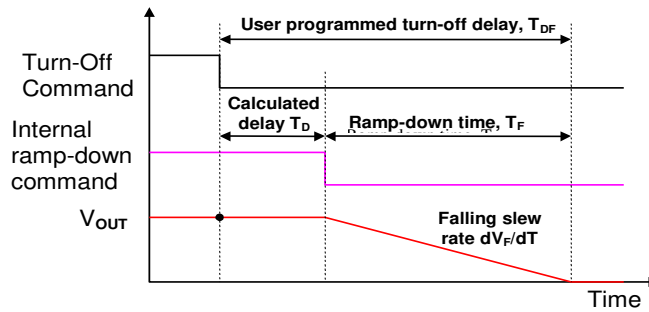 User programmed turn-off delay, TDF
Turn-Off
Command
Calculated
delay TD
Ramp-down time, TF
Internal
ramp-down
command
VOUT
Falling slew
rate dVF/dT
Time